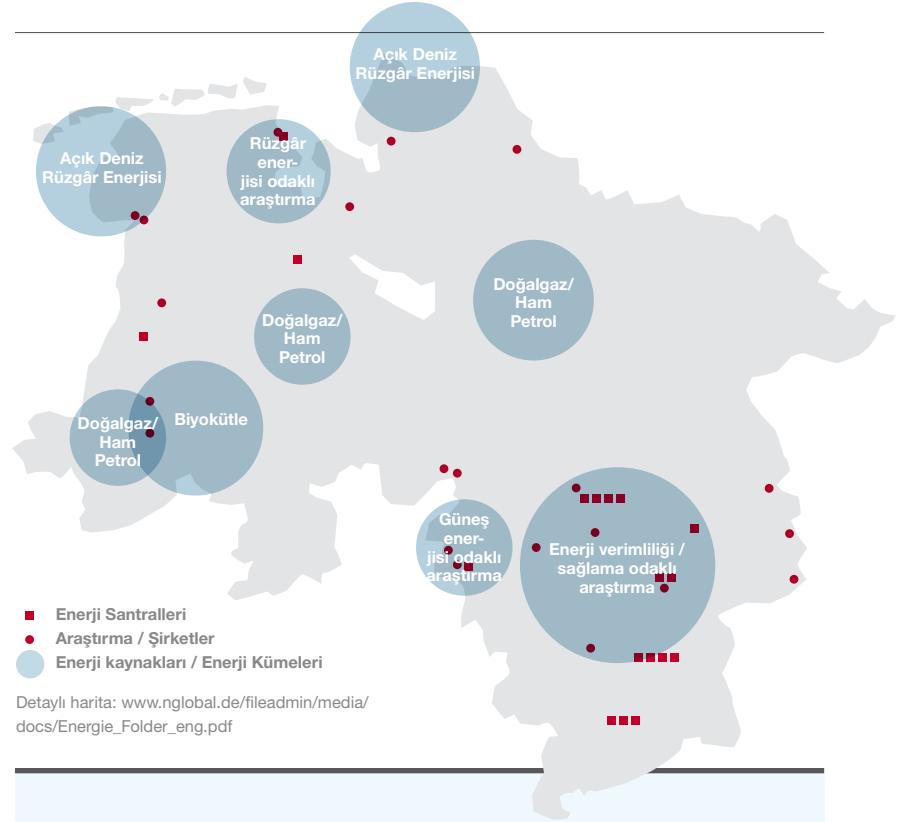 Açık Deniz
Rüzgâr Enerjisi
Açık Deniz
Rüzgâr Enerjisi
Rüzgâr
ener-
jisi odaklı
araştırma
Doğalgaz/
Ham
Petrol
Doğalgaz/
Ham
Petrol
Doğalgaz/
Ham
Petrol
Biyokütle
Güneş
ener-
jisi odaklı
araştırma
Enerji verimliliği /
sağlama odaklı
araştırma
Enerji Santralleri
Araştırma / Şirketler
Enerji kaynakları / Enerji Kümeleri
Detaylı harita: www.nglobal.de/fileadmin/media/
docs/Energie_Folder_eng.pdf